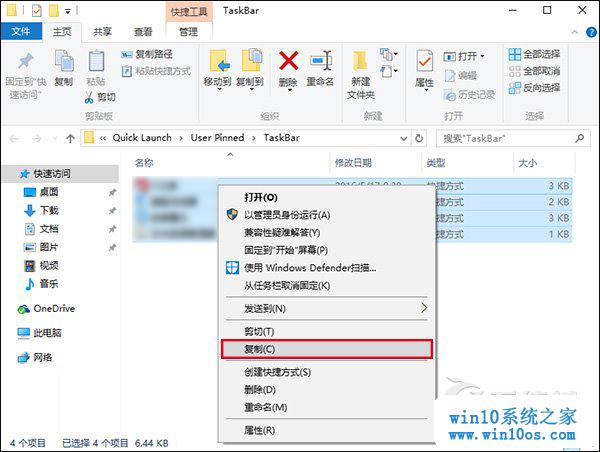 快捷工具 TaskBar
文件 主页 共享 查看 管理
固定到"快速访问" 复制 粘贴 复制路径 粘贴快捷方式 剪切
移动到 复制到 删除 重命名 新建文件夹 属性 打开 编辑 历史记录
全部选择 全部取消 反向选择
剪贴板 组织 新建 打开 选择
« Quick Launch > User Pinned > TaskBar
搜索"TaskBar"
名称 修改日期 类型 大小
快速访问
桌面
下载
文档
图片
视频
音乐
OneDrive
此电脑
网络
快捷方式 3 KB
快捷方式 2 KB
方式 3 KB
方式 1 KB
打开(O)
以管理员身份运行(A)
兼容性疑难解答(Y)
固定到"开始"屏幕(P)
使用 Windows Defender扫描...
从任务栏取消固定(K)
发送到(N)
剪切(T)
复制(C)
创建快捷方式(S)
删除(D)
重命名(M)
属性(R)
4 个项目 已选择 4 个项目 6.44 KB
win10系统之家
www.win10os.com